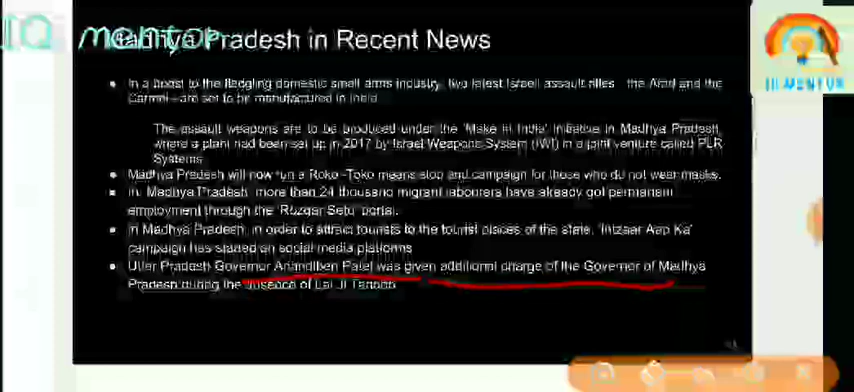 IQ mentor
Madhya Pradesh in Recent News
IQ MENTOR
• In a boost to the fledgling domestic small arms industry, two latest Israeli assault rifles - the Arad and the
Carmel - are set to be manufactured in India
The assault weapons are to be produced under the 'Make in India' initiative in Madhya Pradesh,
where a plant had been set up in 2017 by Israel Weapons System (IWI) in a joint venture called PLR
Systems
• Madhya Pradesh will now run a Roko -Toko means stop and campaign for those who do not wear masks.
• In Madhya Pradesh, more than 24 thousand migrant labourers have already got permanent
employment through the 'Rozgar Setu' portal.
• In Madhya Pradesh, in order to attract tourists to the tourist places of the state, 'Intzaar Aap Ka'
campaign has started on social media platforms
• Uttar Pradesh Governor Anandiben Patel was given additional charge of the Governor of Madhya
Pradesh during the absence of Lal Ji Tandon